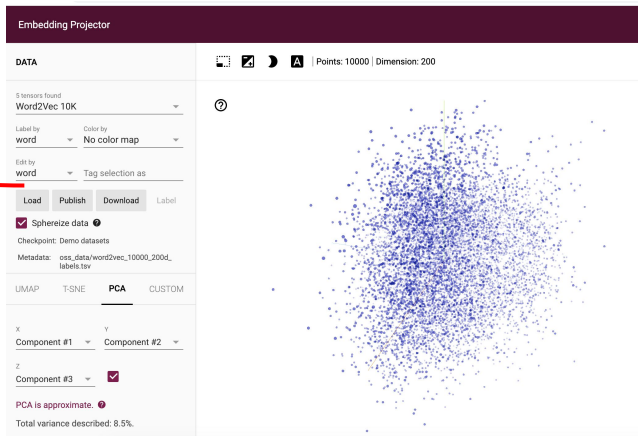 Embedding Projector
DATA
Points: 10000 | Dimension: 200
5 tensors found
Word2Vec 10K
Label by
Color by
word
No color map
Edit by
word
Tag selection as
Load
Publish
Download
Label
Sphereize data
Checkpoint: Demo datasets
Metadata: oss_data/word2vec_10000_200d_
labels.tsv
UMAP
T-SNE
PCA
CUSTOM
X
Y
Component #1
Component #2
Z
Component #3
PCA is approximate.
Total variance described: 8.5%.